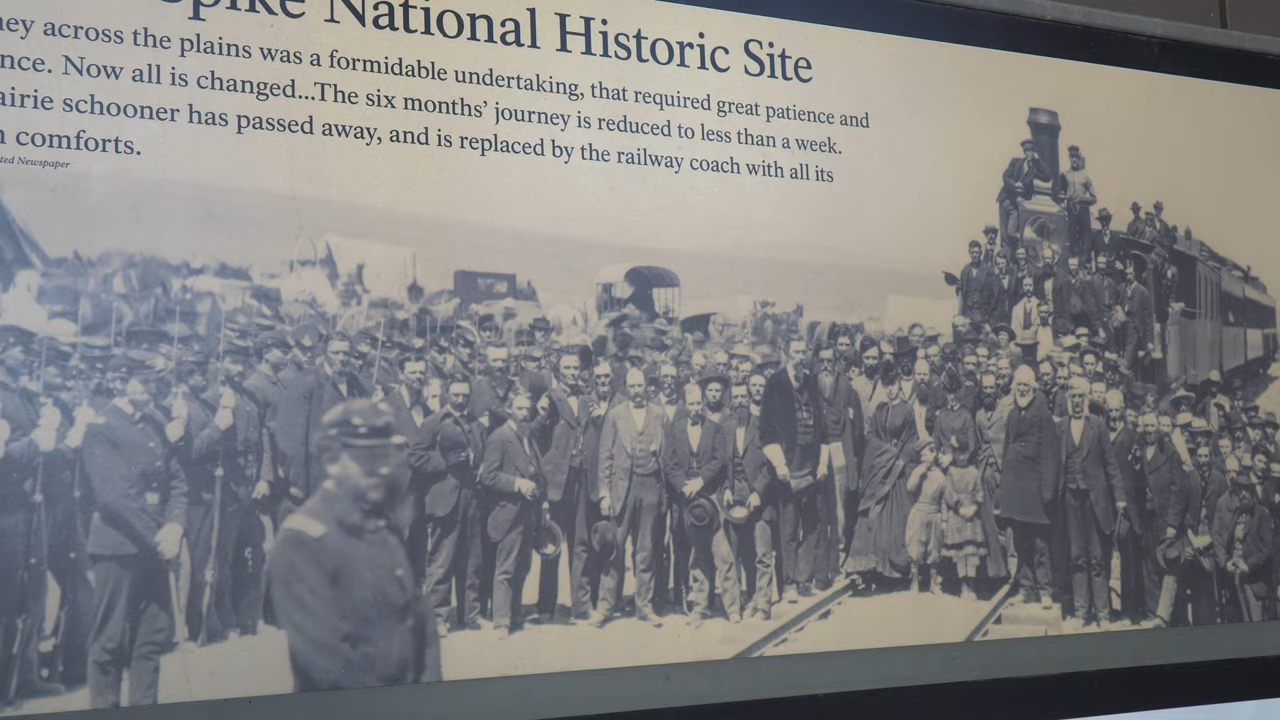 Spike National Historic Site
ney across the plains was a formidable undertaking, that required great patience and
nce. Now all is changed...The six months' journey is reduced to less than a week.
airie schooner has passed away, and is replaced by the railway coach with all its
n comforts.
ted Newspaper